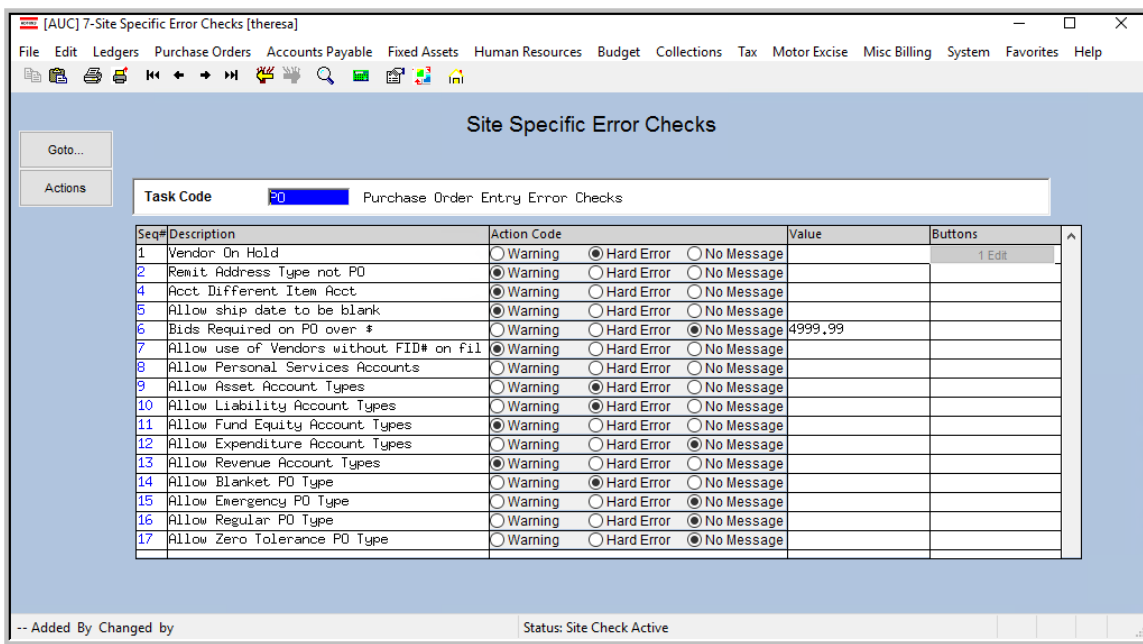 [AUC] 7-Site Specific Error Checks [theresa]
File Edit Ledgers Purchase Orders Accounts Payable Fixed Assets Human Resources Budget Collections Tax Motor Excise Misc Billing System Favorites Help
Site Specific Error Checks
Goto...
Actions
Task Code PO Purchase Order Entry Error Checks
Seq# Description Action Code Value Buttons
1 Vendor On Hold Warning Hard Error No Message 1 Edit
2 Remit Address Type not PO Warning Hard Error No Message
4 Acct Different Item Acct Warning Hard Error No Message
5 Allow ship date to be blank Warning Hard Error No Message
6 Bids Required on PO over $ Warning Hard Error No Message 4999.99
7 Allow use of Vendors without FID# on fil Warning Hard Error No Message
8 Allow Personal Services Accounts Warning Hard Error No Message
9 Allow Asset Account Types Warning Hard Error No Message
10 Allow Liability Account Types Warning Hard Error No Message
11 Allow Fund Equity Account Types Warning Hard Error No Message
12 Allow Expenditure Account Types Warning Hard Error No Message
13 Allow Revenue Account Types Warning Hard Error No Message
14 Allow Blanket PO Type Warning Hard Error No Message
15 Allow Emergency PO Type Warning Hard Error No Message
16 Allow Regular PO Type Warning Hard Error No Message
17 Allow Zero Tolerance PO Type Warning Hard Error No Message
-- Added By Changed by Status: Site Check Active